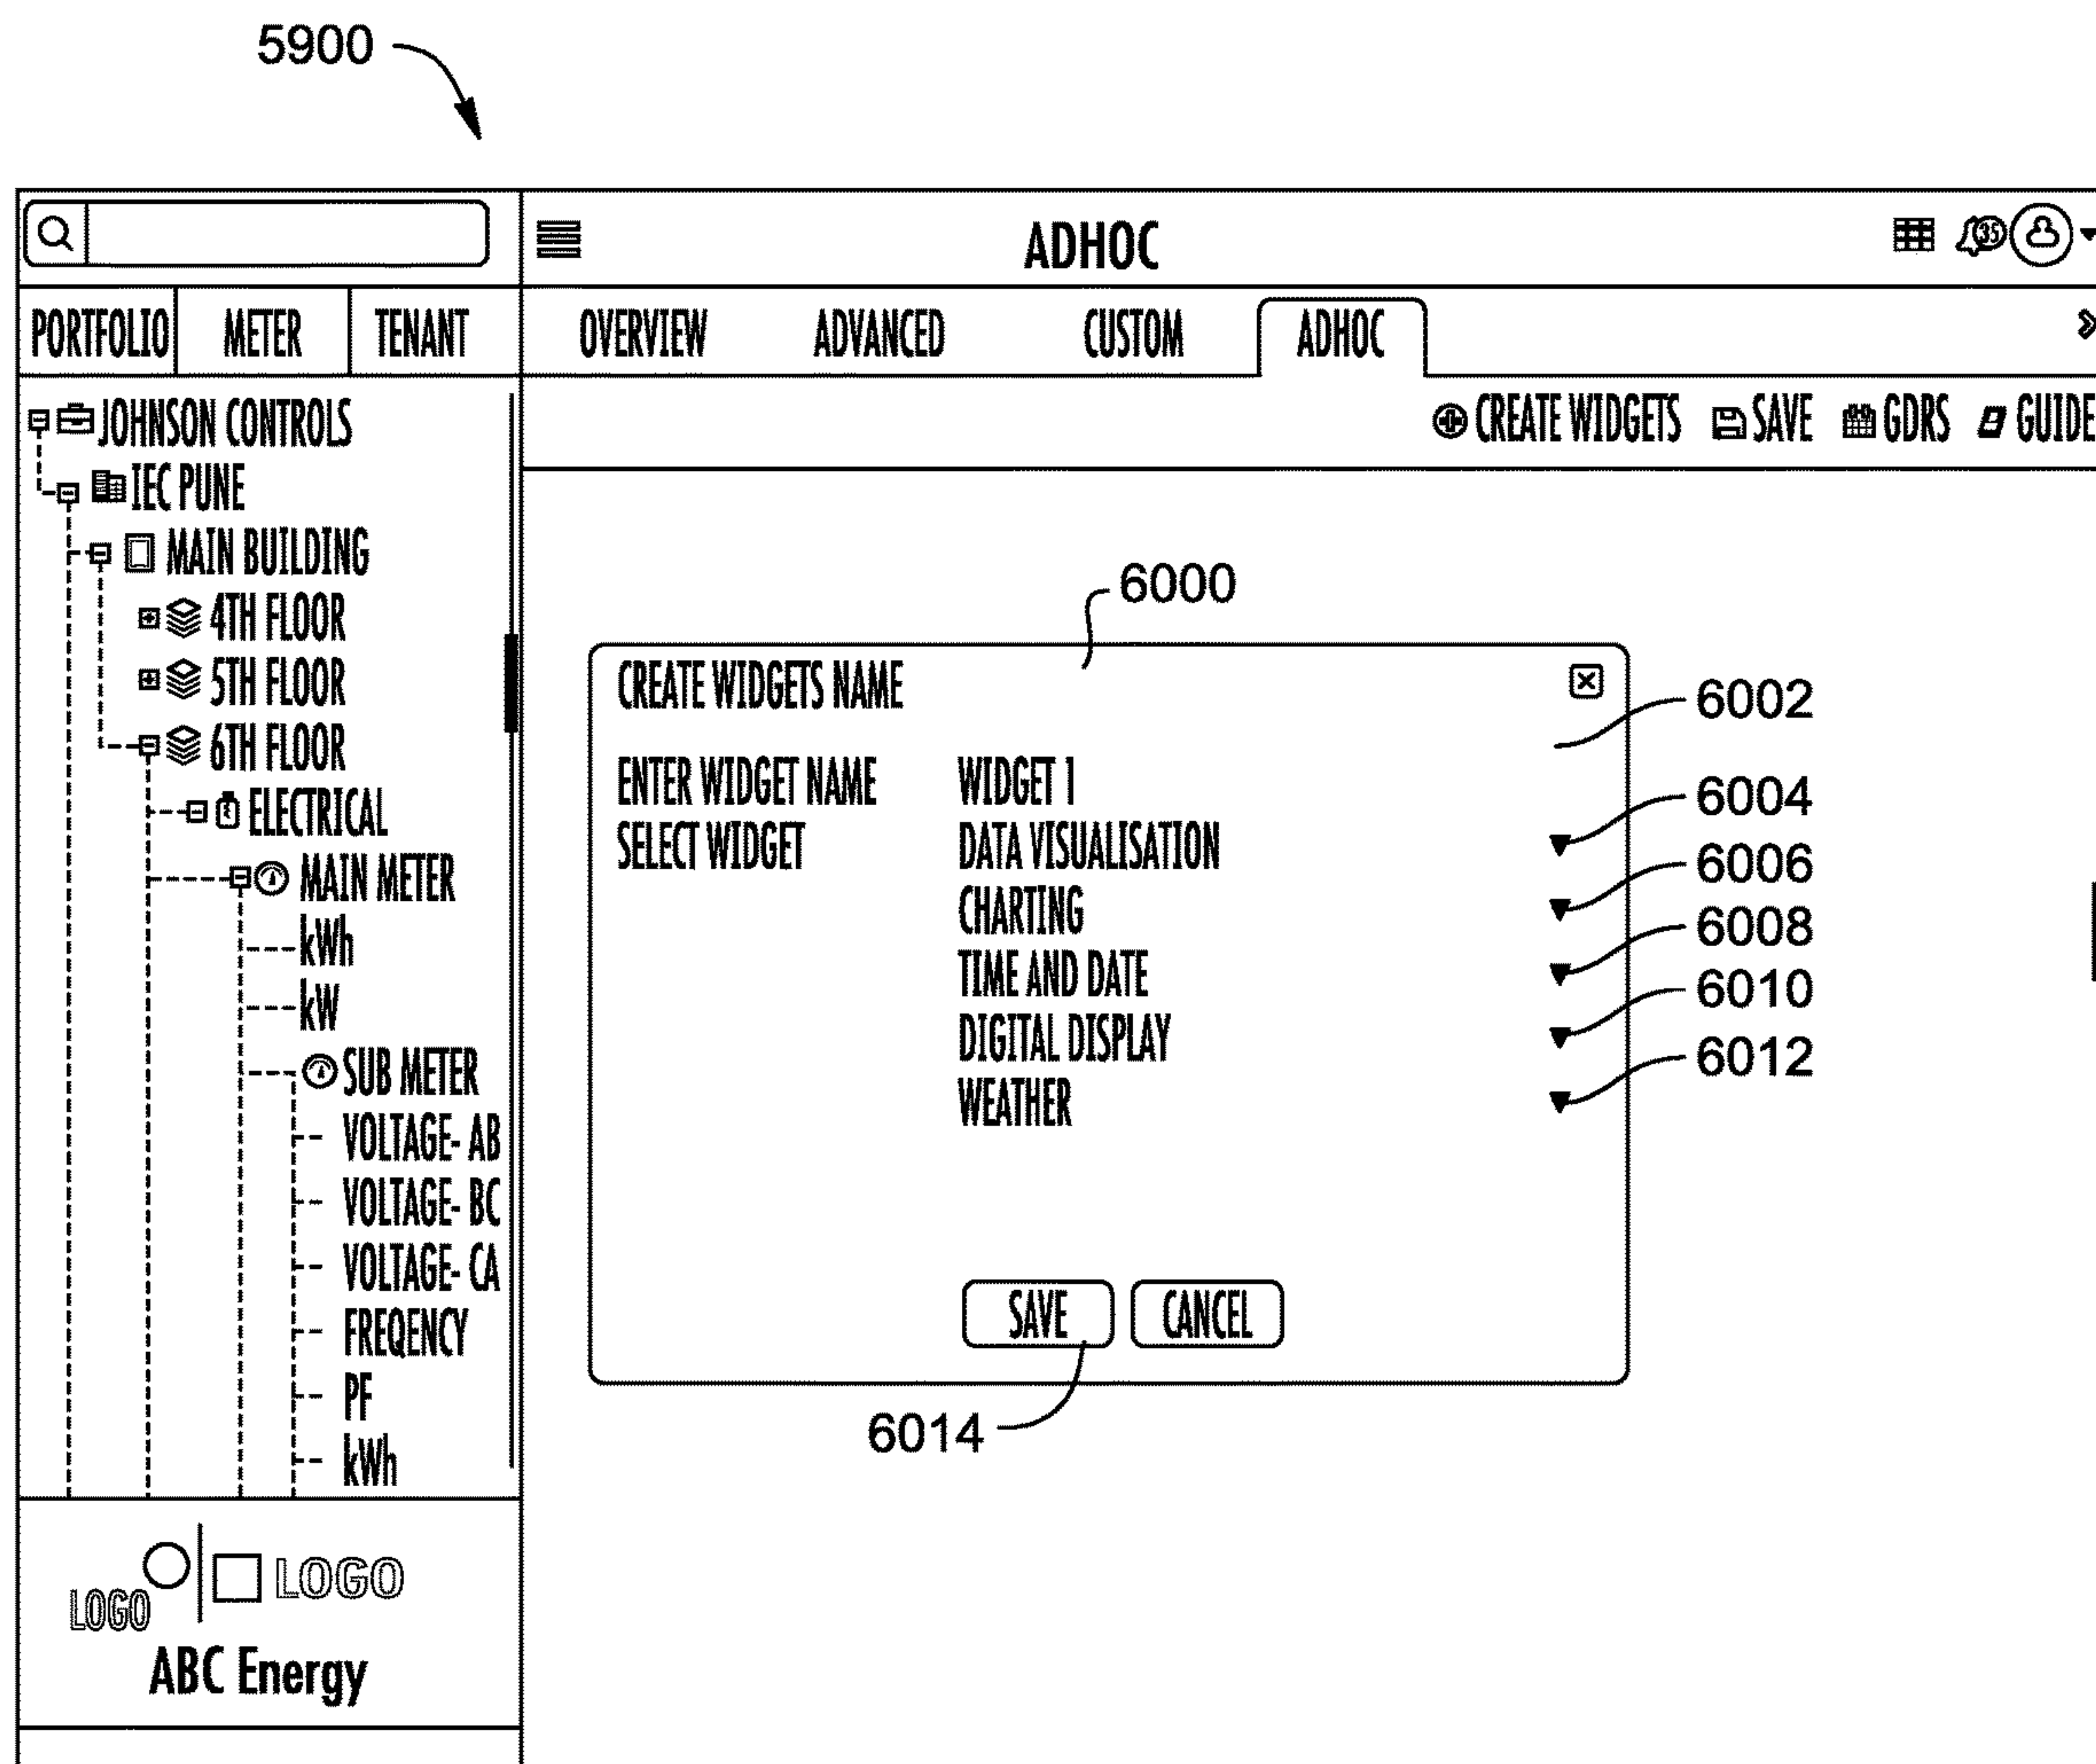 5900
ADHOC
35
PORTFOLIO METER TENANT
OVERVIEW ADVANCED CUSTOM ADHOC
CREATE WIDGETS SAVE GDRS GUIDE
JOHNSON CONTROLS
IEC PUNE
MAIN BUILDING
4TH FLOOR
5TH FLOOR
6TH FLOOR
ELECTRICAL
MAIN METER
kWh
kW
SUB METER
VOLTAGE- AB
VOLTAGE- BC
VOLTAGE- CA
FREQENCY
PF
kWh
LOGO
LOGO
ABC Energy
6000
CREATE WIDGETS NAME
6002
ENTER WIDGET NAME WIDGET 1
SELECT WIDGET DATA VISUALISATION 6004
CHARTING 6006
TIME AND DATE 6008
DIGITAL DISPLAY 6010
WEATHER 6012
SAVE CANCEL
6014